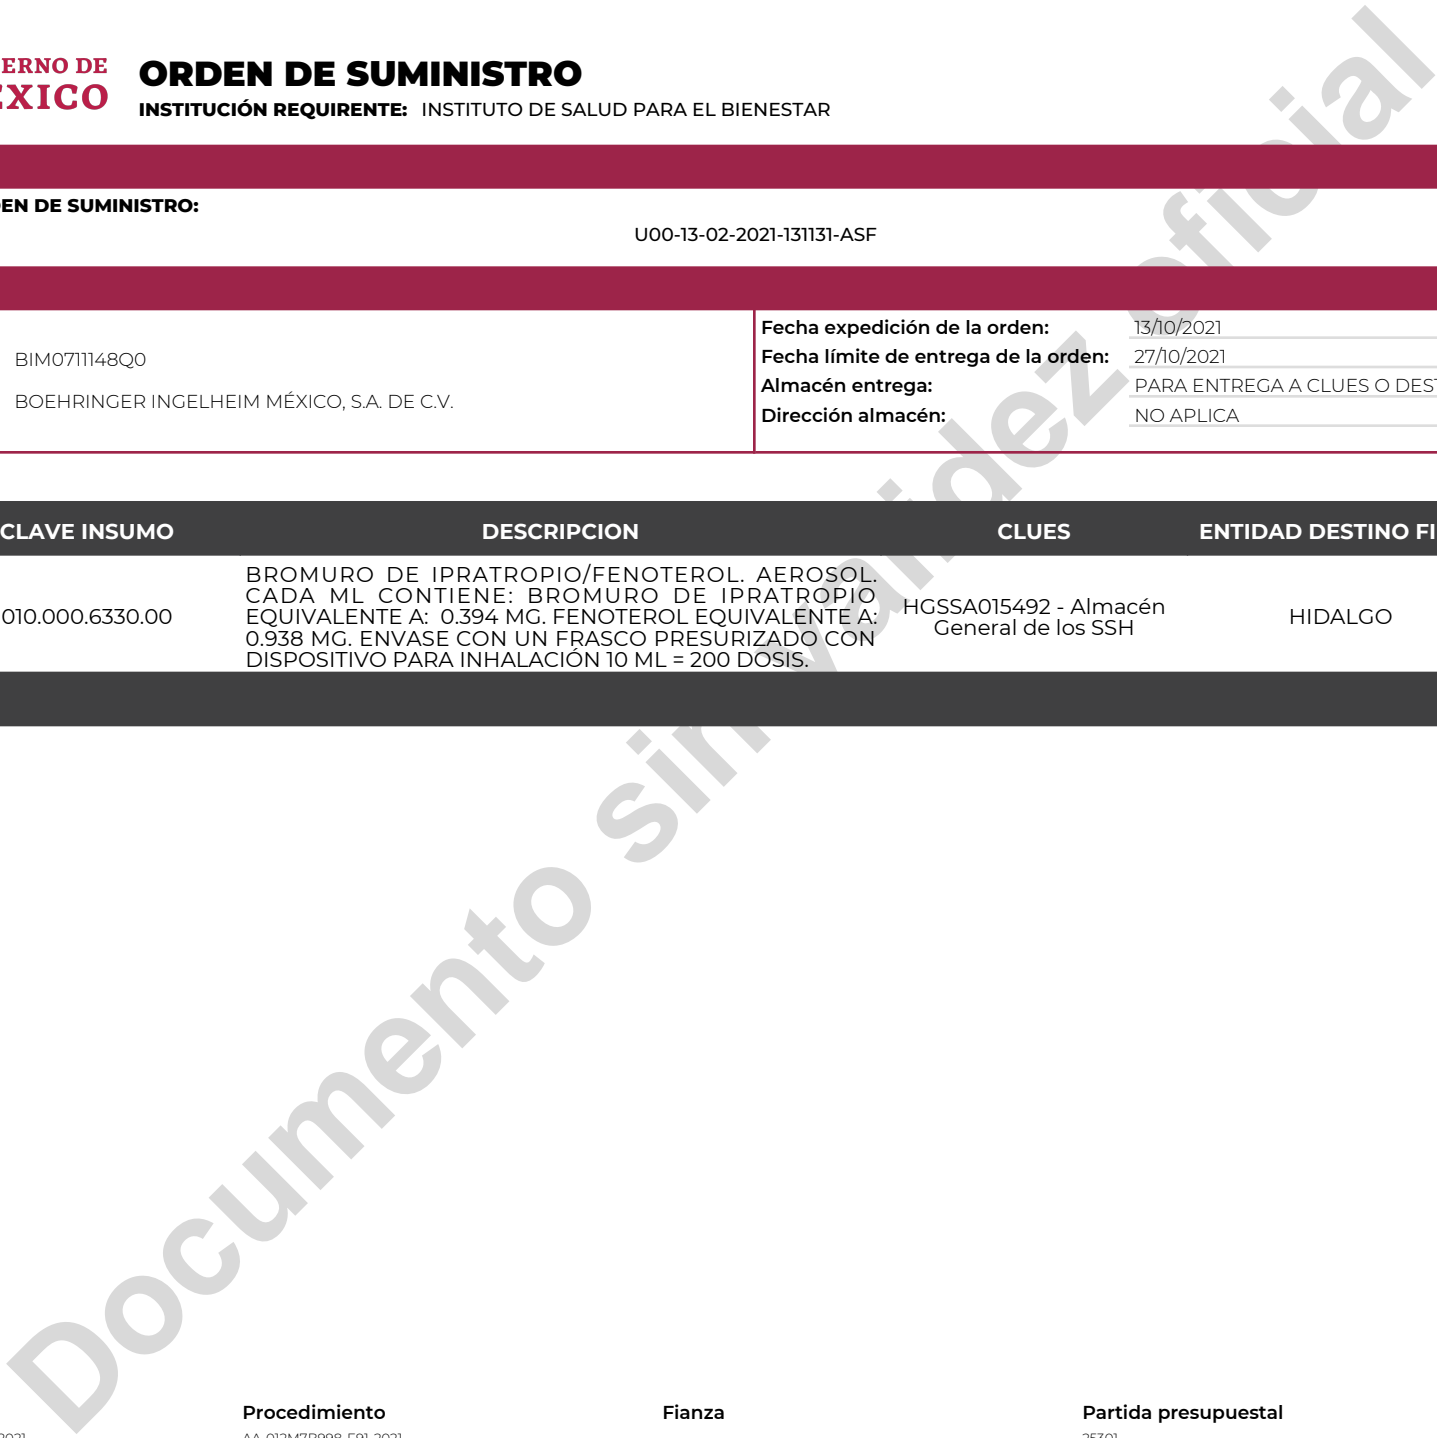 ERNO DE
ORDEN DE SUMINISTRO
INSTITUCIÓN REQUIRENTE: INSTITUTO DE SALUD PARA EL BIENESTAR
EN DE SUMINISTRO:
U00-13-02-2021-131131-ASF
BIM0711148Q0
BOEHRINGER INGELHEIM MÉXICO, S.A. DE C.V.
Fecha expedición de la orden: 13/10/2021
Fecha límite de entrega de la orden: 27/10/2021
Almacén entrega: PARA ENTREGA A CLUES O DEST
Dirección almacén: NO APLICA
CLAVE INSUMO DESCRIPCION CLUES ENTIDAD DESTINO FI
010.000.6330.00
BROMURO DE IPRATROPIO/FENOTEROL. AEROSOL.
CADA ML CONTIENE: BROMURO DE IPRATROPIO
EQUIVALENTE A: 0.394 MG. FENOTEROL EQUIVALENTE A:
0.938 MG. ENVASE CON UN FRASCO PRESURIZADO CON
DISPOSITIVO PARA INHALACIÓN 10 ML = 200 DOSIS.
HGSSA015492 - Almacén
General de los SSH
HIDALGO
Documento sin validez oficial
Procedimiento Fianza Partida presupuestal